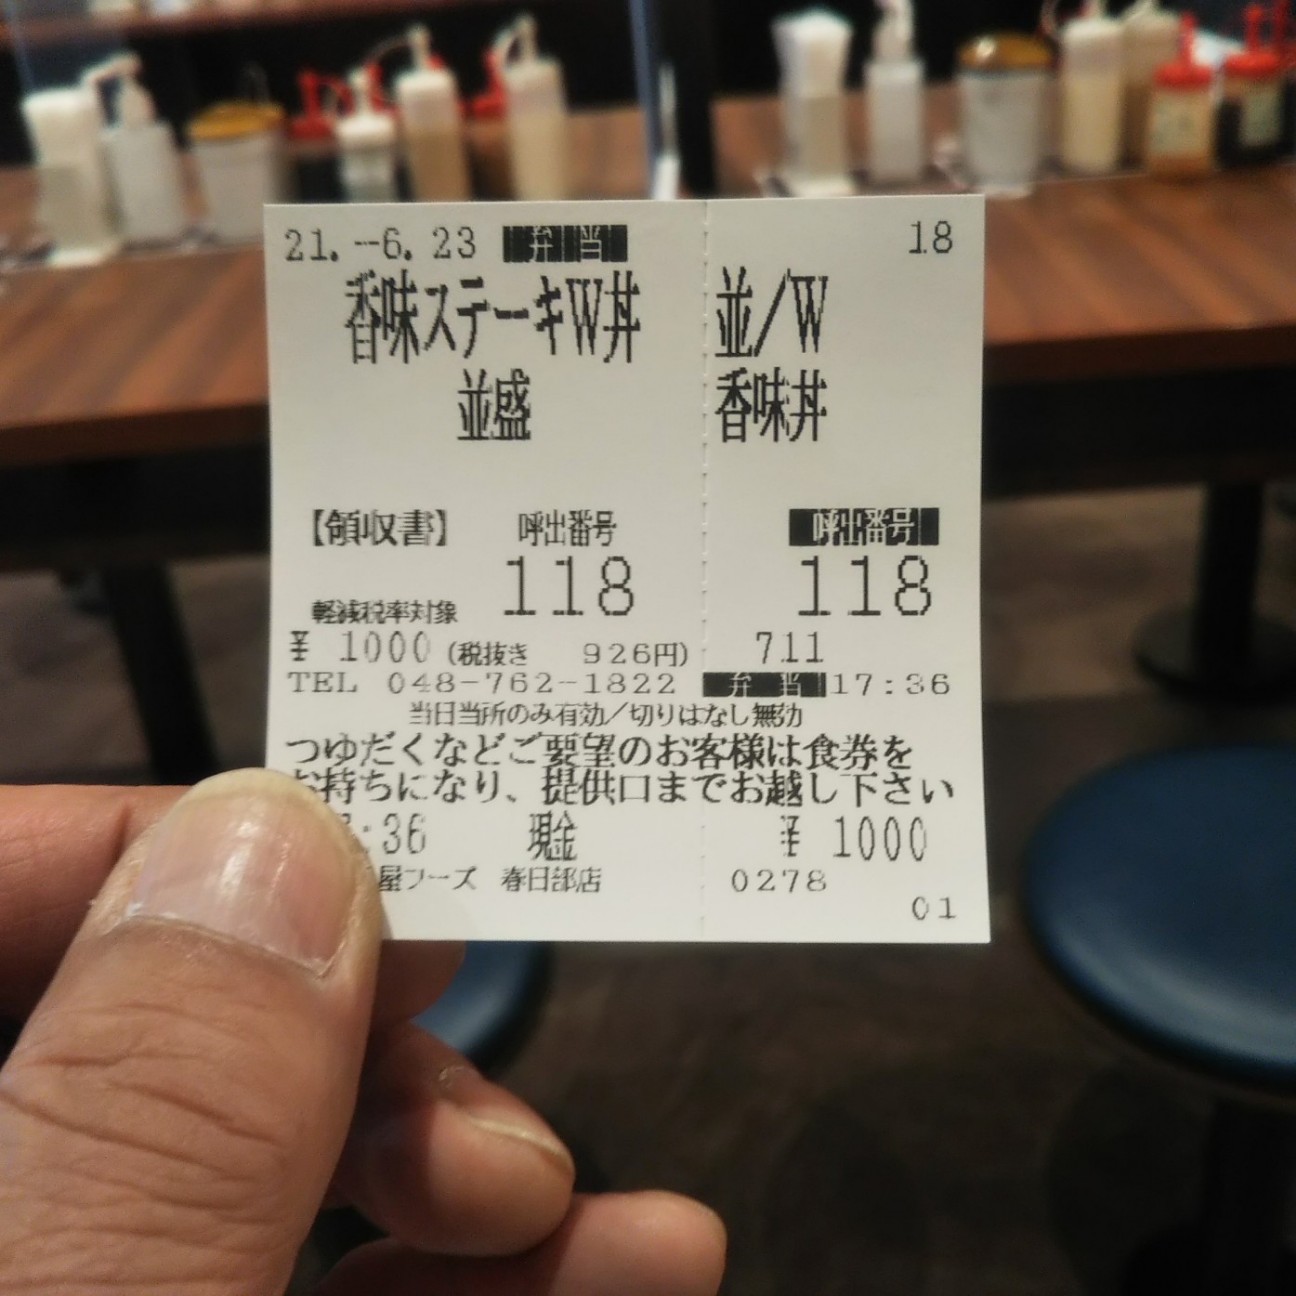 21.-6.23 弁当 18
香味ステーキW丼 並/W
並盛 香味丼
【領収書】 呼出番号 呼出番号
118 118
軽減税率対象
¥ 1000 (税抜き 926円) 711
TEL 048-762-1822 弁当 17:36
当日当所のみ有効/切りはなし無効
つゆだくなどご要望のお客様は食券を
お持ちになり、提供口までお越し下さい
:36 現金 ¥ 1000
屋フーズ 春日部店 0278
01